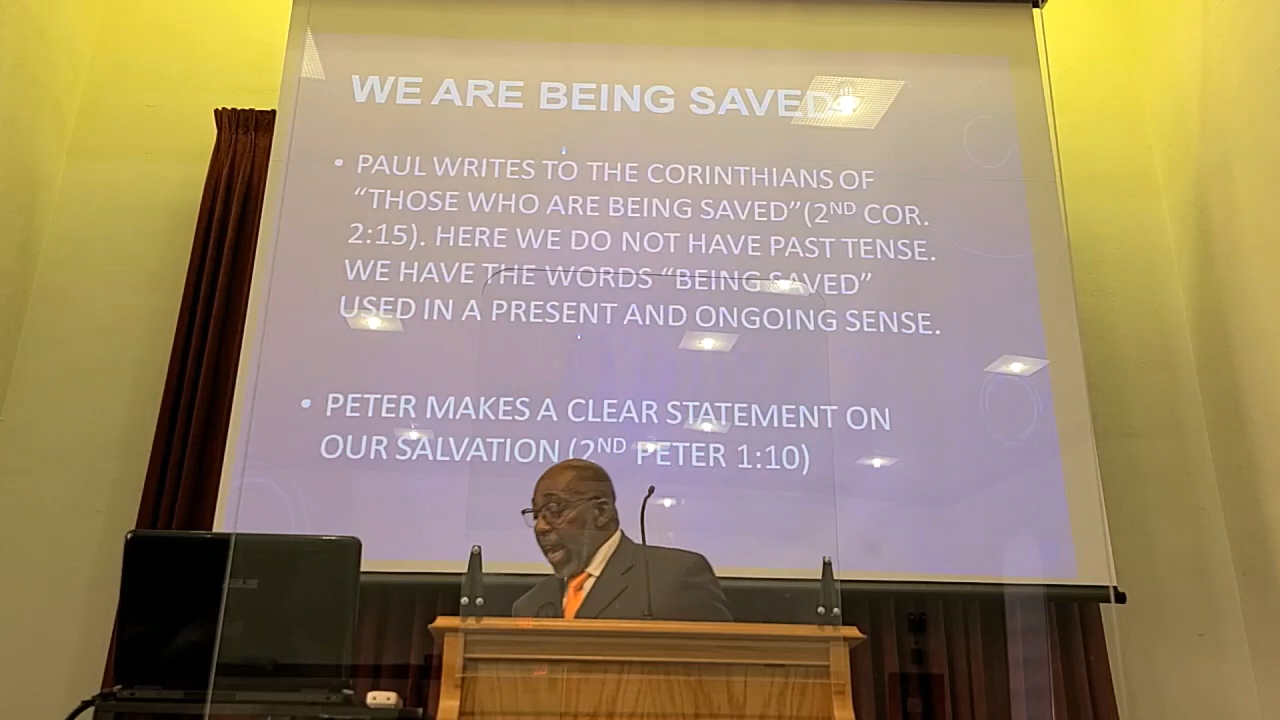 WE ARE BEING SAVED
• PAUL WRITES TO THE CORINTHIANS OF
“THOSE WHO ARE BEING SAVED”(2ND COR.
2:15). HERE WE DO NOT HAVE PAST TENSE.
WE HAVE THE WORDS “BEING SAVED”
USED IN A PRESENT AND ONGOING SENSE.
• PETER MAKES A CLEAR STATEMENT ON
OUR SALVATION (2ND PETER 1:10)
ASUS